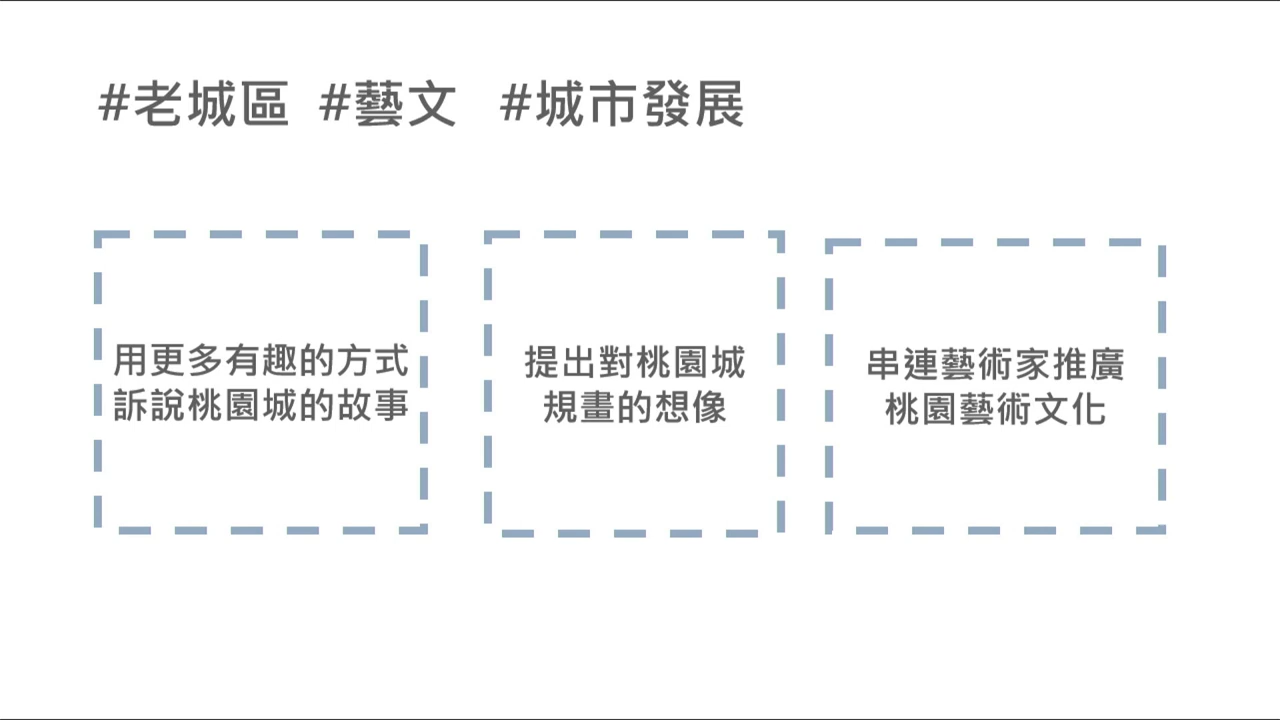 #老城區 #藝文 #城市發展
用更多有趣的方式
訴說桃園城的故事
提出對桃園城
規畫的想像
串連藝術家推廣
桃園藝術文化